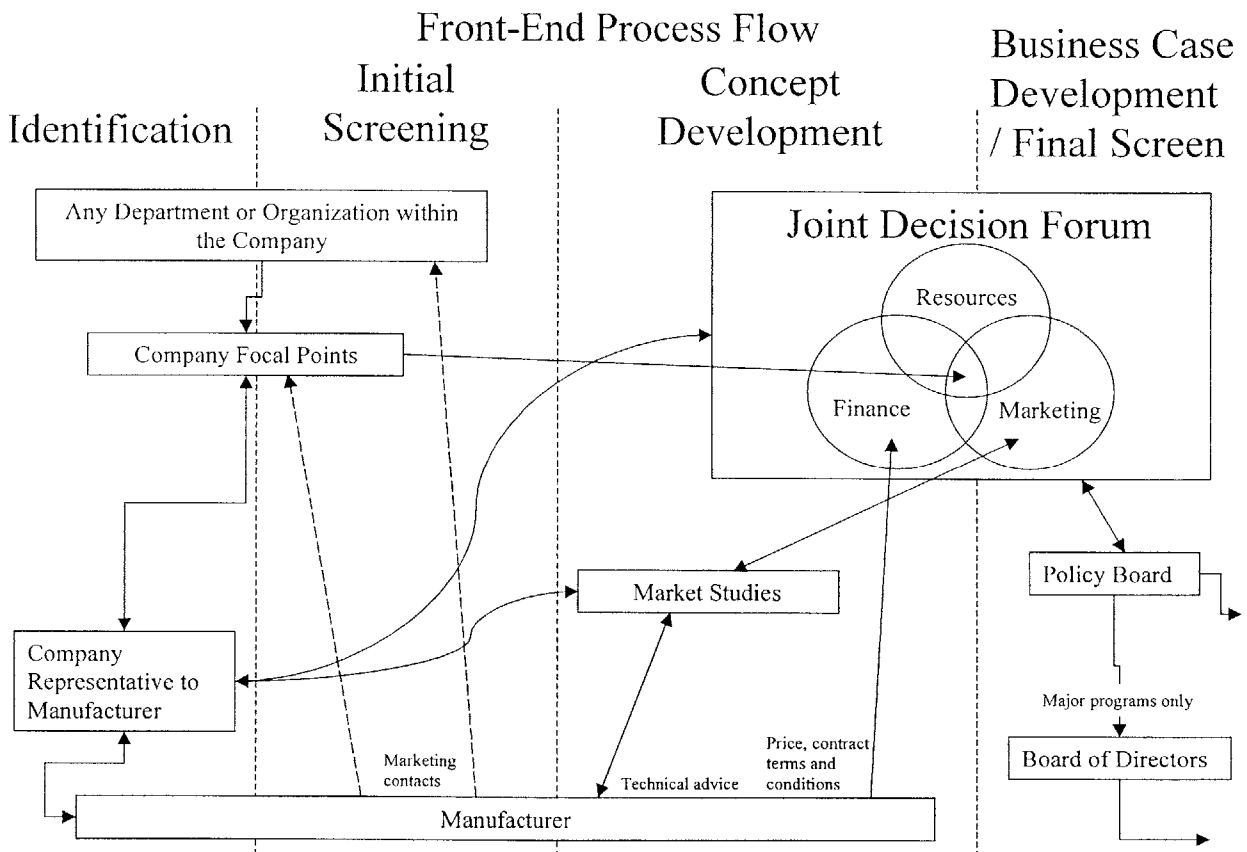 Front-End Process Flow
Identification
Initial
Screening
Concept
Development
Business Case
Development
/ Final Screen
Any Department or Organization within
the Company
Company Focal Points
Joint Decision Forum
Resources
Finance
Marketing
Market Studies
Policy Board
Company
Representative to
Manufacturer
Major programs only
Board of Directors
Marketing
contacts
Technical advice
Price, contract
terms and
conditions
Manufacturer